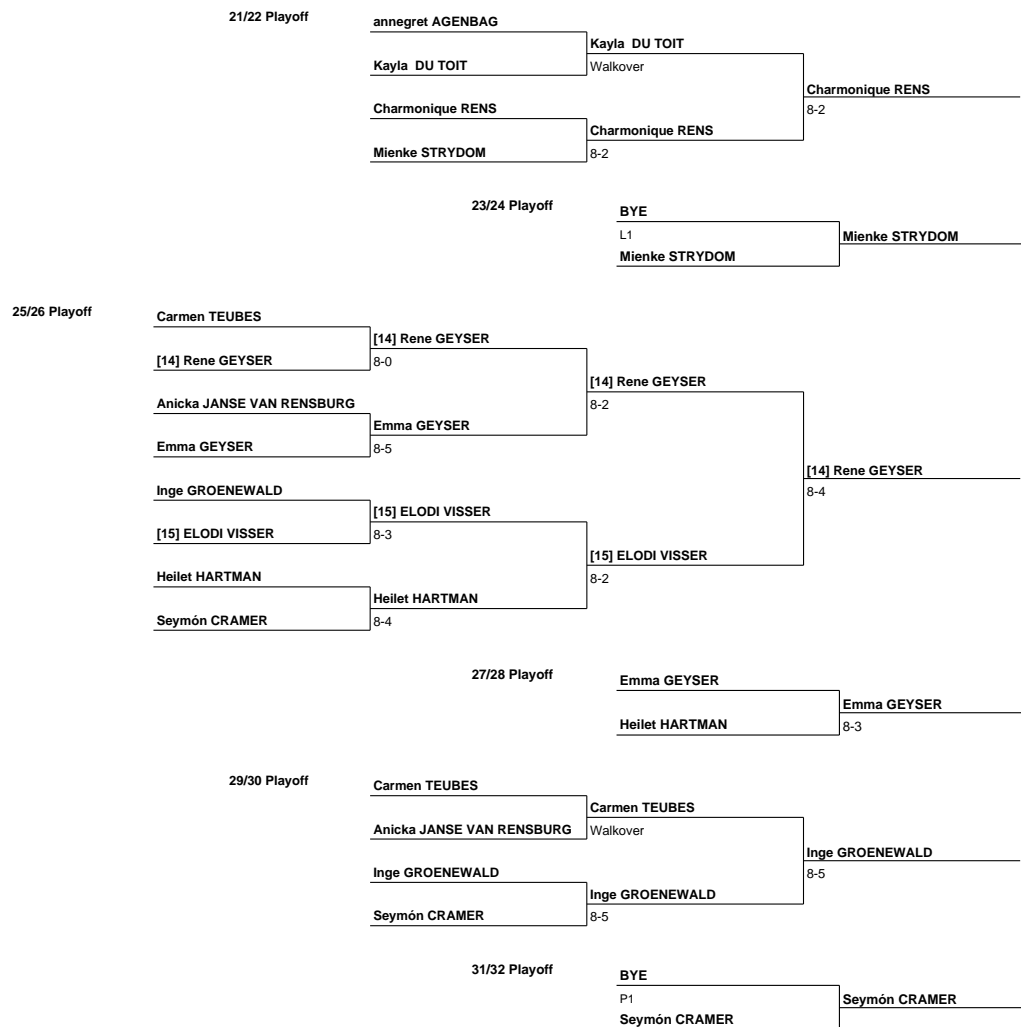 21/22 Playoff
annegret AGENBAG
Kayla DU TOIT
Kayla DU TOIT
Walkover
Charmonique RENS
8-2
Charmonique RENS
Charmonique RENS
Mienke STRYDOM
8-2
23/24 Playoff
BYE
L1
Mienke STRYDOM
Mienke STRYDOM
25/26 Playoff
Carmen TEUBES
[14] Rene GEYSER
[14] Rene GEYSER
8-0
[14] Rene GEYSER
8-2
Anicka JANSE VAN RENSBURG
Emma GEYSER
Emma GEYSER
8-5
[14] Rene GEYSER
8-4
Inge GROENEWALD
[15] ELODI VISSER
[15] ELODI VISSER
8-3
[15] ELODI VISSER
8-2
Heilet HARTMAN
Heilet HARTMAN
Seymón CRAMER
8-4
27/28 Playoff
Emma GEYSER
Emma GEYSER
Heilet HARTMAN
8-3
29/30 Playoff
Carmen TEUBES
Carmen TEUBES
Anicka JANSE VAN RENSBURG
Walkover
Inge GROENEWALD
8-5
Inge GROENEWALD
Inge GROENEWALD
Seymón CRAMER
8-5
31/32 Playoff
BYE
P1
Seymón CRAMER
Seymón CRAMER